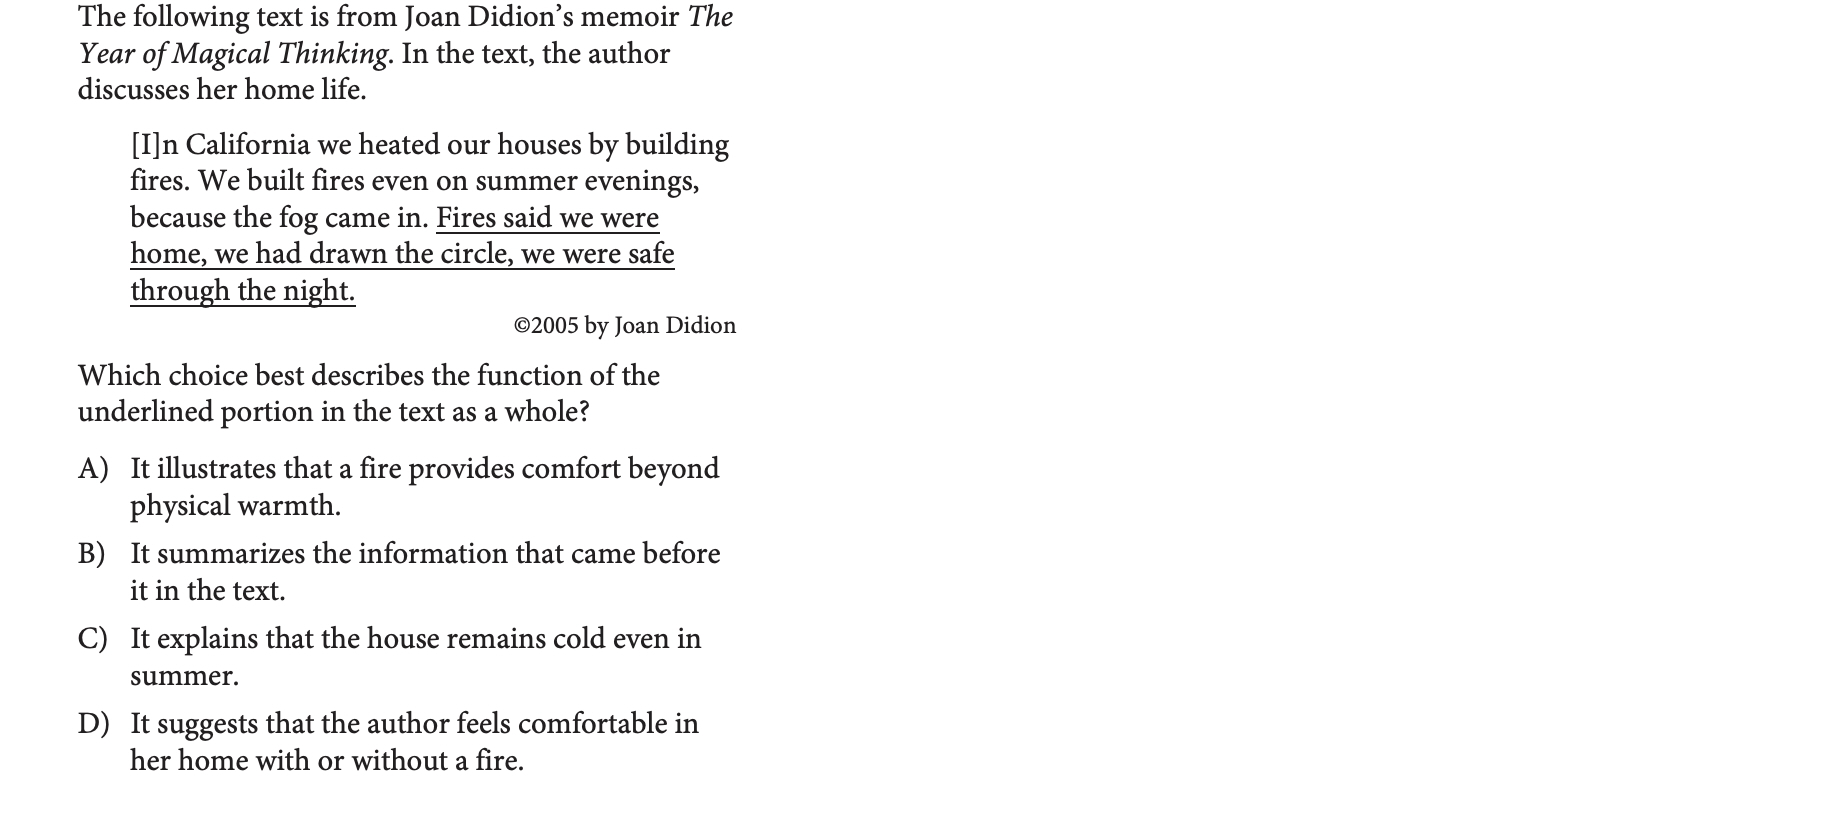 The following text is from Joan Didion’s memoir The
Year of Magical Thinking. In the text, the author
discusses her home life.
[I]n California we heated our houses by building
fires. We built fires even on summer evenings,
because the fog came in. Fires said we were
home, we had drawn the circle, we were safe
through the night.
©2005 by Joan Didion
Which choice best describes the function of the
underlined portion in the text as a whole?
A) It illustrates that a fire provides comfort beyond
physical warmth.
B) It summarizes the information that came before
it in the text.
C) It explains that the house remains cold even in
summer.
D) It suggests that the author feels comfortable in
her home with or without a fire.